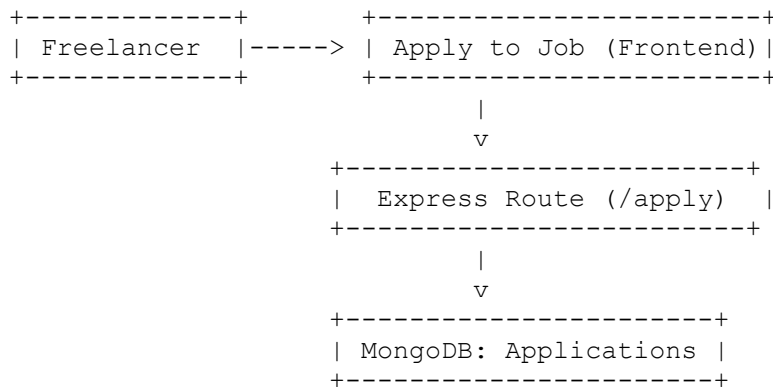 +-------------+      +------------------------+
| Freelancer  |-----> | Apply to Job (Frontend)|
+-------------+      +------------------------+
                           |
                           v
                   +-------------------------+
                   |  Express Route (/apply)  |
                   +-------------------------+
                           |
                           v
                   +-----------------------+
                   | MongoDB: Applications |
                   +-----------------------+